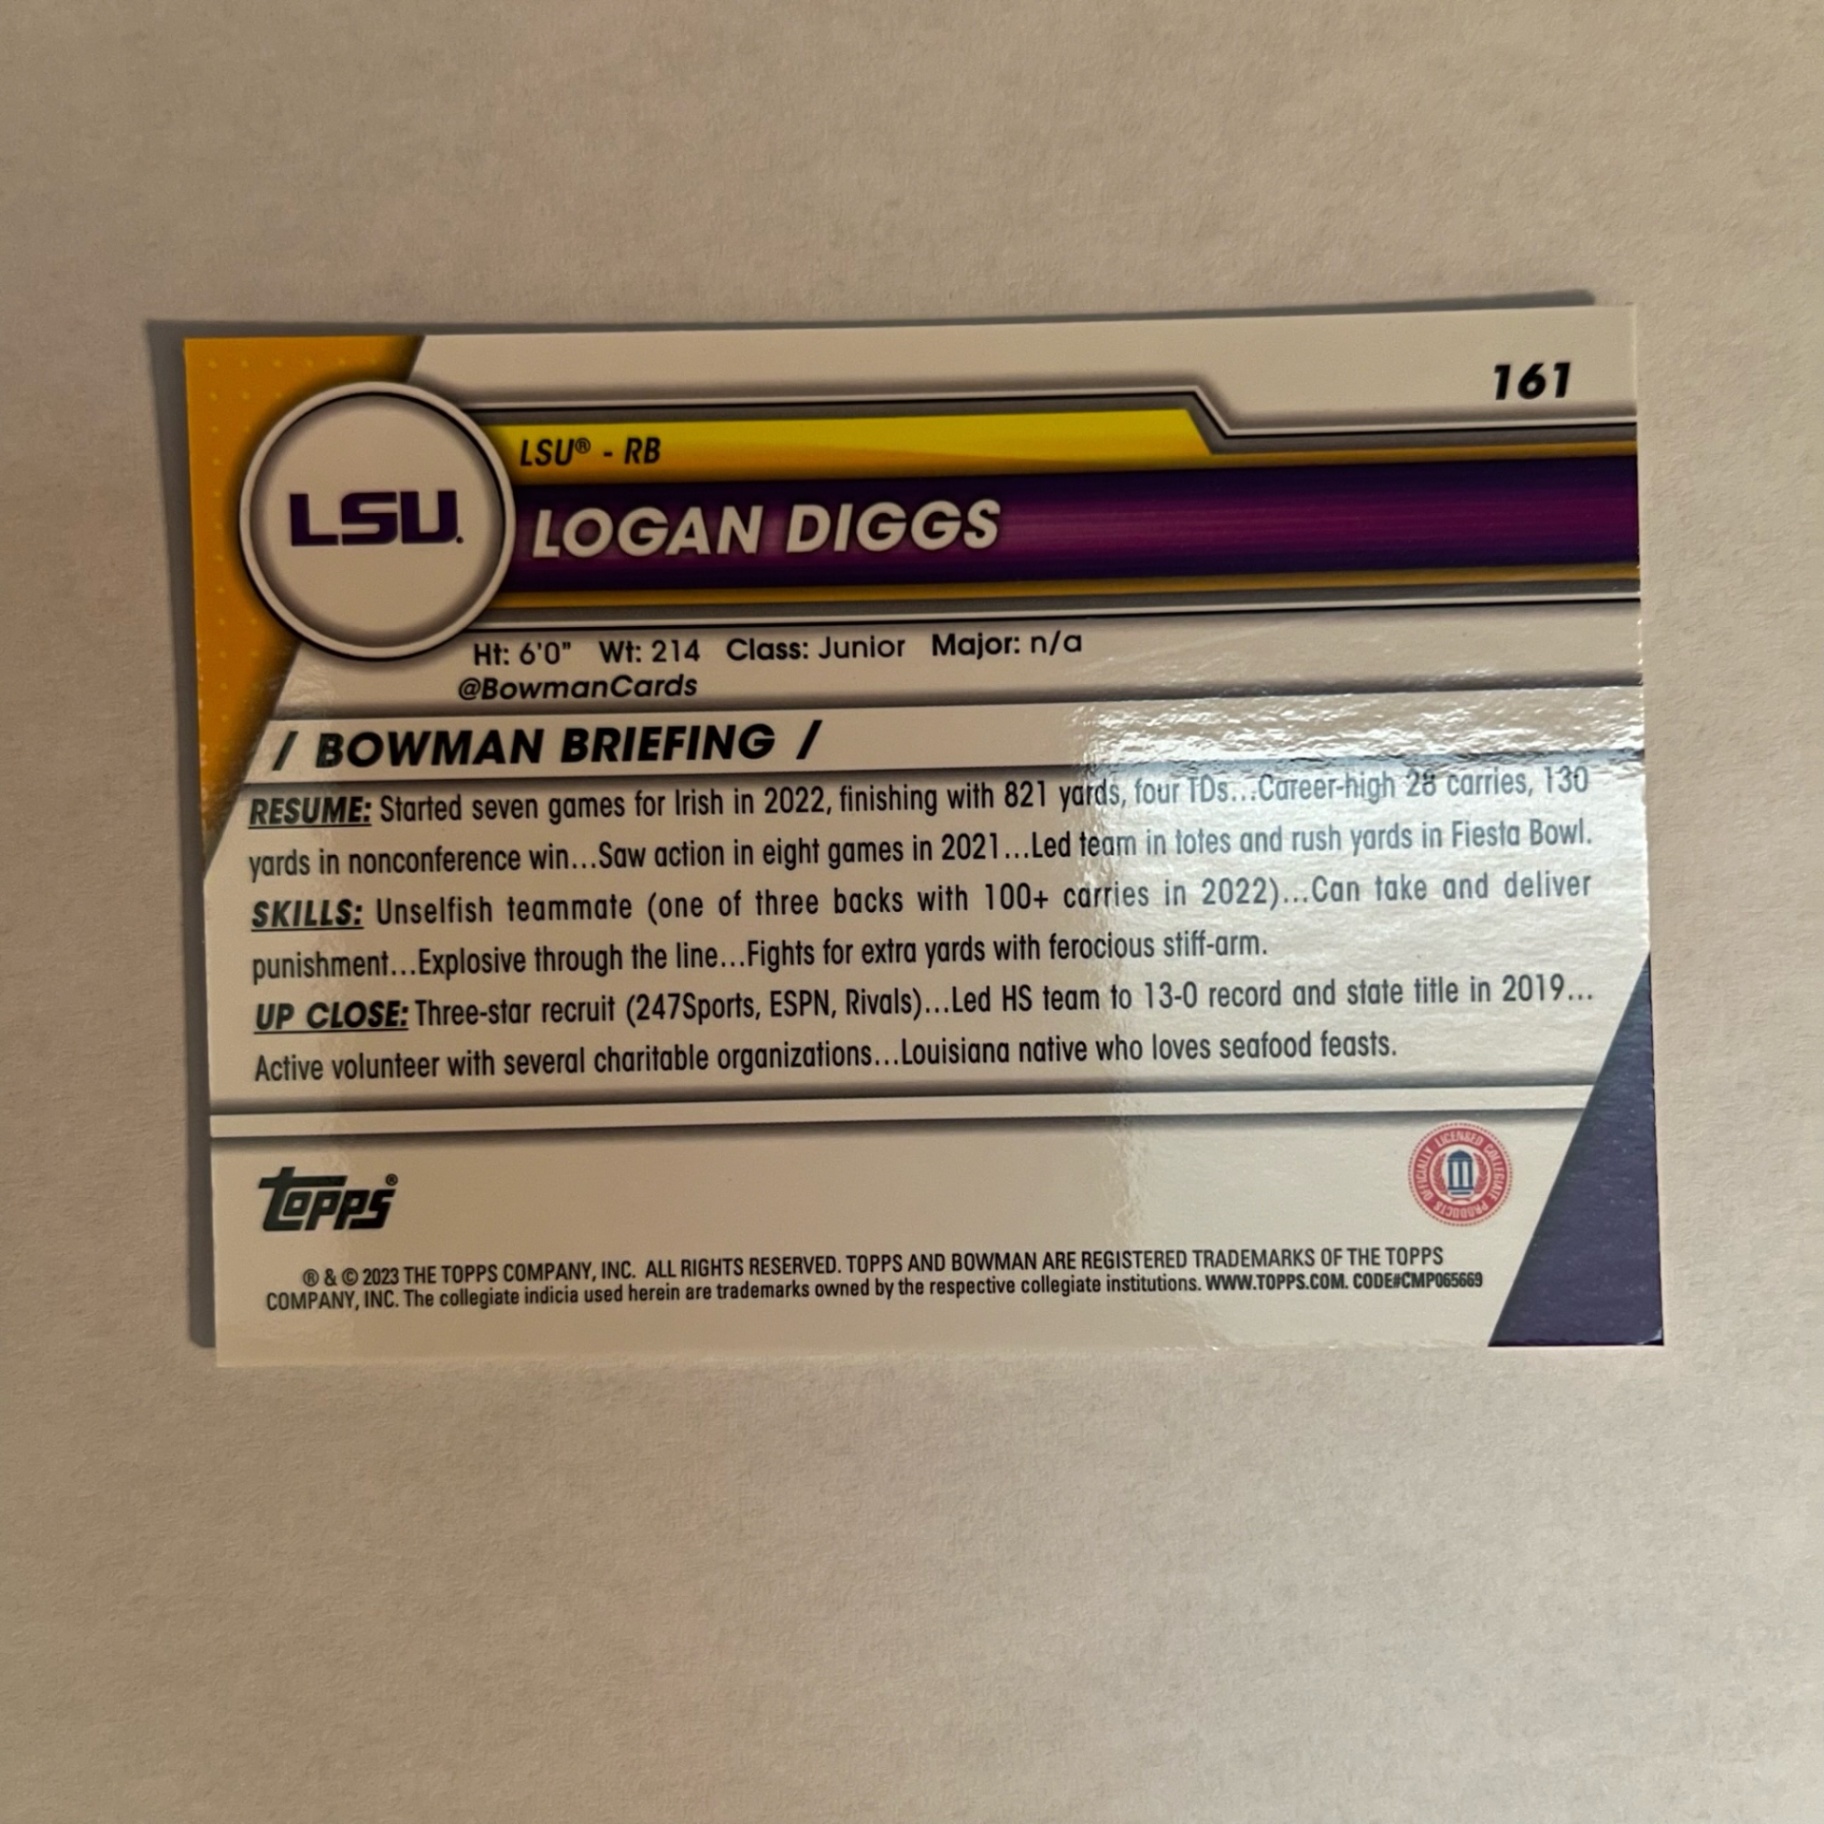 161
LSU® - RB
LSU.
LOGAN DIGGS
Ht: 6'0" Wt: 214 Class: Junior Major: n/a
@BowmanCards
/ BOWMAN BRIEFING /
RESUME: Started seven games for Irish in 2022, finishing with 821 yards, four TDs...Career-high 28 carries, 130
yards in nonconference win...Saw action in eight games in 2021...Led team in totes and rush yards in Fiesta Bowl.
SKILLS: Unselfish teammate (one of three backs with 100+ carries in 2022)...Can take and deliver
punishment...Explosive through the line...Fights for extra yards with ferocious stiff-arm.
UP CLOSE: Three-star recruit (247Sports, ESPN, Rivals)...Led HS team to 13-0 record and state title in 2019...
Active volunteer with several charitable organizations...Louisiana native who loves seafood feasts.
Topps®
OFFICIALLY LICENSED COLLEGIATE PRODUCTS
® & © 2023 THE TOPPS COMPANY, INC. ALL RIGHTS RESERVED. TOPPS AND BOWMAN ARE REGISTERED TRADEMARKS OF THE TOPPS
COMPANY, INC. The collegiate indicia used herein are trademarks owned by the respective collegiate institutions. WWW.TOPPS.COM. CODE#CMP065669